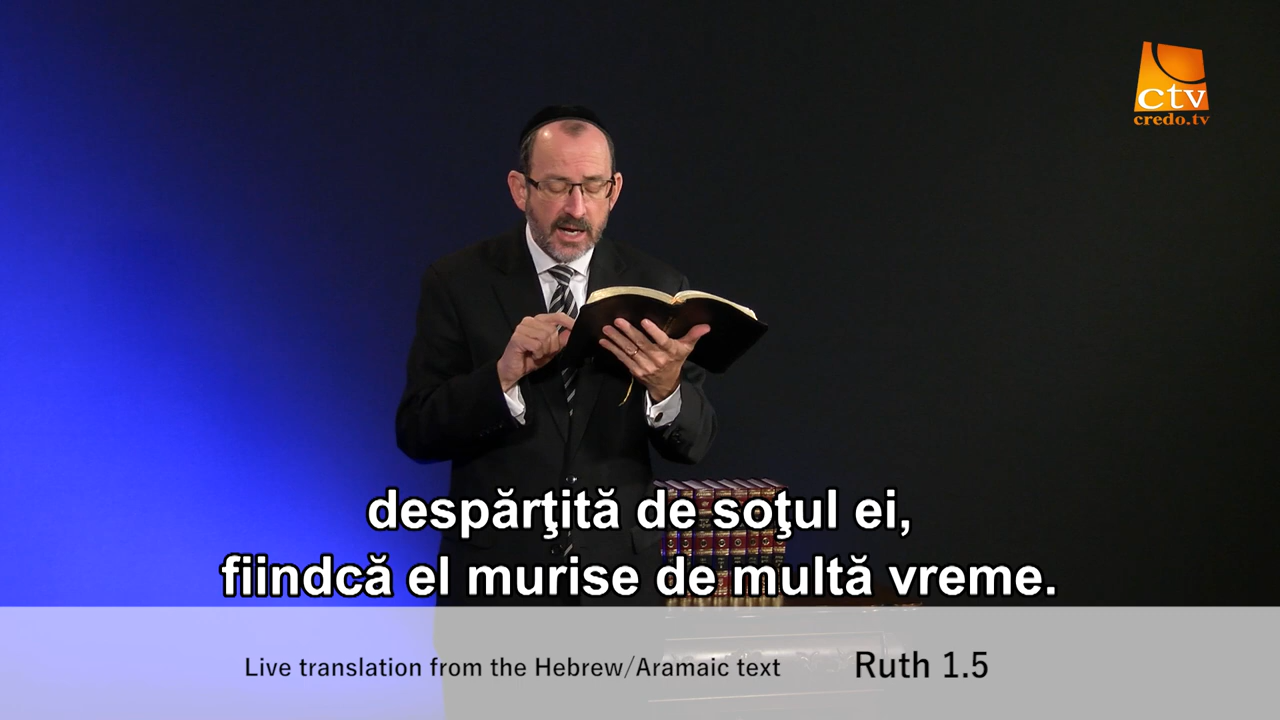 ctv
credo.tv
despărţită de soţul ei,
fiindcă el murise de multă vreme.
Live translation from the Hebrew/Aramaic text
Ruth 1.5